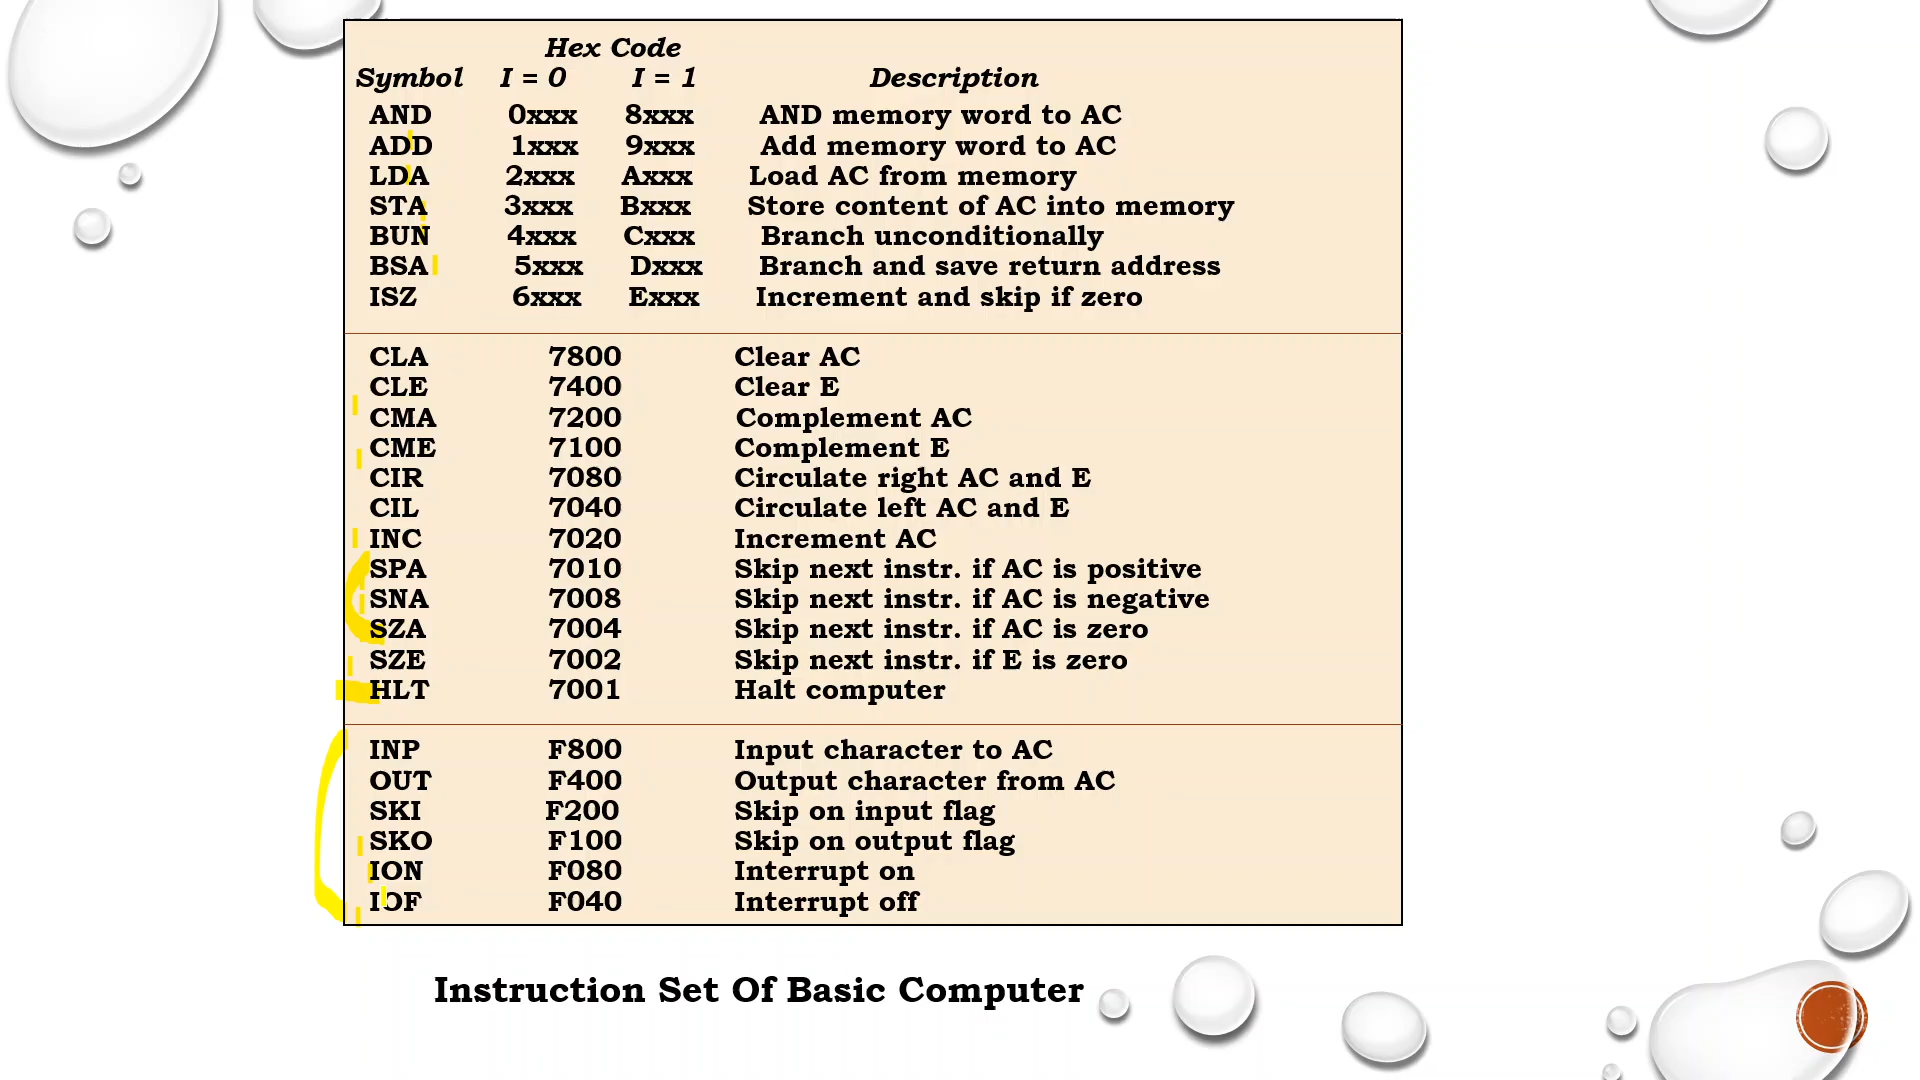 Hex Code
Symbol I = 0 I = 1 Description
AND 0xxx 8xxx AND memory word to AC
ADD 1xxx 9xxx Add memory word to AC
LDA 2xxx Axxx Load AC from memory
STA 3xxx Bxxx Store content of AC into memory
BUN 4xxx Cxxx Branch unconditionally
BSA 5xxx Dxxx Branch and save return address
ISZ 6xxx Exxx Increment and skip if zero
CLA 7800 Clear AC
CLE 7400 Clear E
CMA 7200 Complement AC
CME 7100 Complement E
CIR 7080 Circulate right AC and E
CIL 7040 Circulate left AC and E
INC 7020 Increment AC
SPA 7010 Skip next instr. if AC is positive
SNA 7008 Skip next instr. if AC is negative
SZA 7004 Skip next instr. if AC is zero
SZE 7002 Skip next instr. if E is zero
HLT 7001 Halt computer
INP F800 Input character to AC
OUT F400 Output character from AC
SKI F200 Skip on input flag
SKO F100 Skip on output flag
ION F080 Interrupt on
IOF F040 Interrupt off
Instruction Set Of Basic Computer